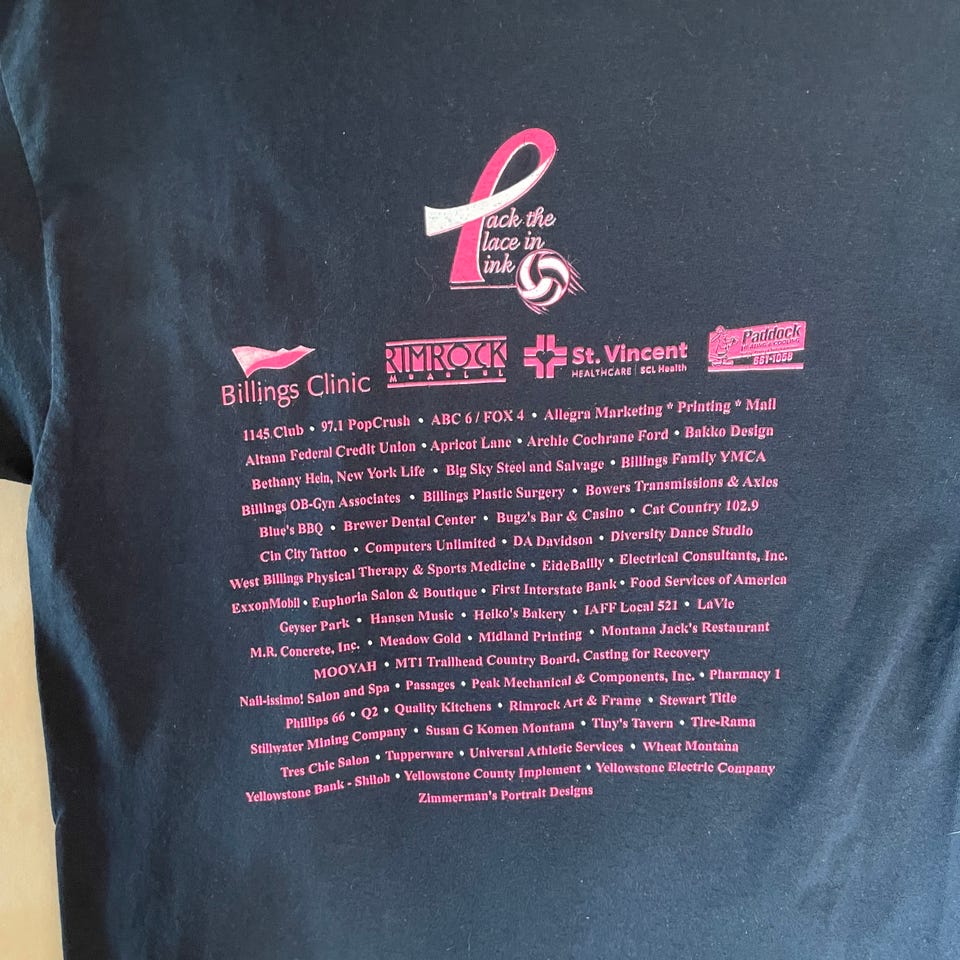 Pack the
Place in
Pink
Billings Clinic
RIMROCK
St. Vincent
HEALTHCARE | SCL Health
Paddock
HEATING & COOLING
661-1068
1145 Club • 97.1 PopCrush • ABC 6 / FOX 4 • Allegra Marketing * Printing * Mail
Altana Federal Credit Union • Apricot Lane • Archie Cochrane Ford • Bakko Design
Bethany Hein, New York Life • Big Sky Steel and Salvage • Billings Family YMCA
Billings OB-Gyn Associates • Billings Plastic Surgery • Bowers Transmissions & Axles
Blue's BBQ • Brewer Dental Center • Bugz's Bar & Casino • Cat Country 102.9
Cin City Tattoo • Computers Unlimited • DA Davidson • Diversity Dance Studio
West Billings Physical Therapy & Sports Medicine • EideBailly • Electrical Consultants, Inc.
ExxonMobil • Euphoria Salon & Boutique • First Interstate Bank • Food Services of America
Geyser Park • Hansen Music • Heiko's Bakery • IAFF Local 521 • LaVie
M.R. Concrete, Inc. • Meadow Gold • Midland Printing • Montana Jack's Restaurant
MOOYAH • MT1 Trailhead Country Board, Casting for Recovery
Nail-issimo! Salon and Spa • Passages • Peak Mechanical & Components, Inc. • Pharmacy 1
Phillips 66 • Q2 • Quality Kitchens • Rimrock Art & Frame • Stewart Title
Stillwater Mining Company • Susan G Komen Montana • Tiny's Tavern • Tire-Rama
Tres Chic Salon • Tupperware • Universal Athletic Services • Wheat Montana
Yellowstone Bank - Shiloh • Yellowstone County Implement • Yellowstone Electric Company
Zimmerman's Portrait Designs